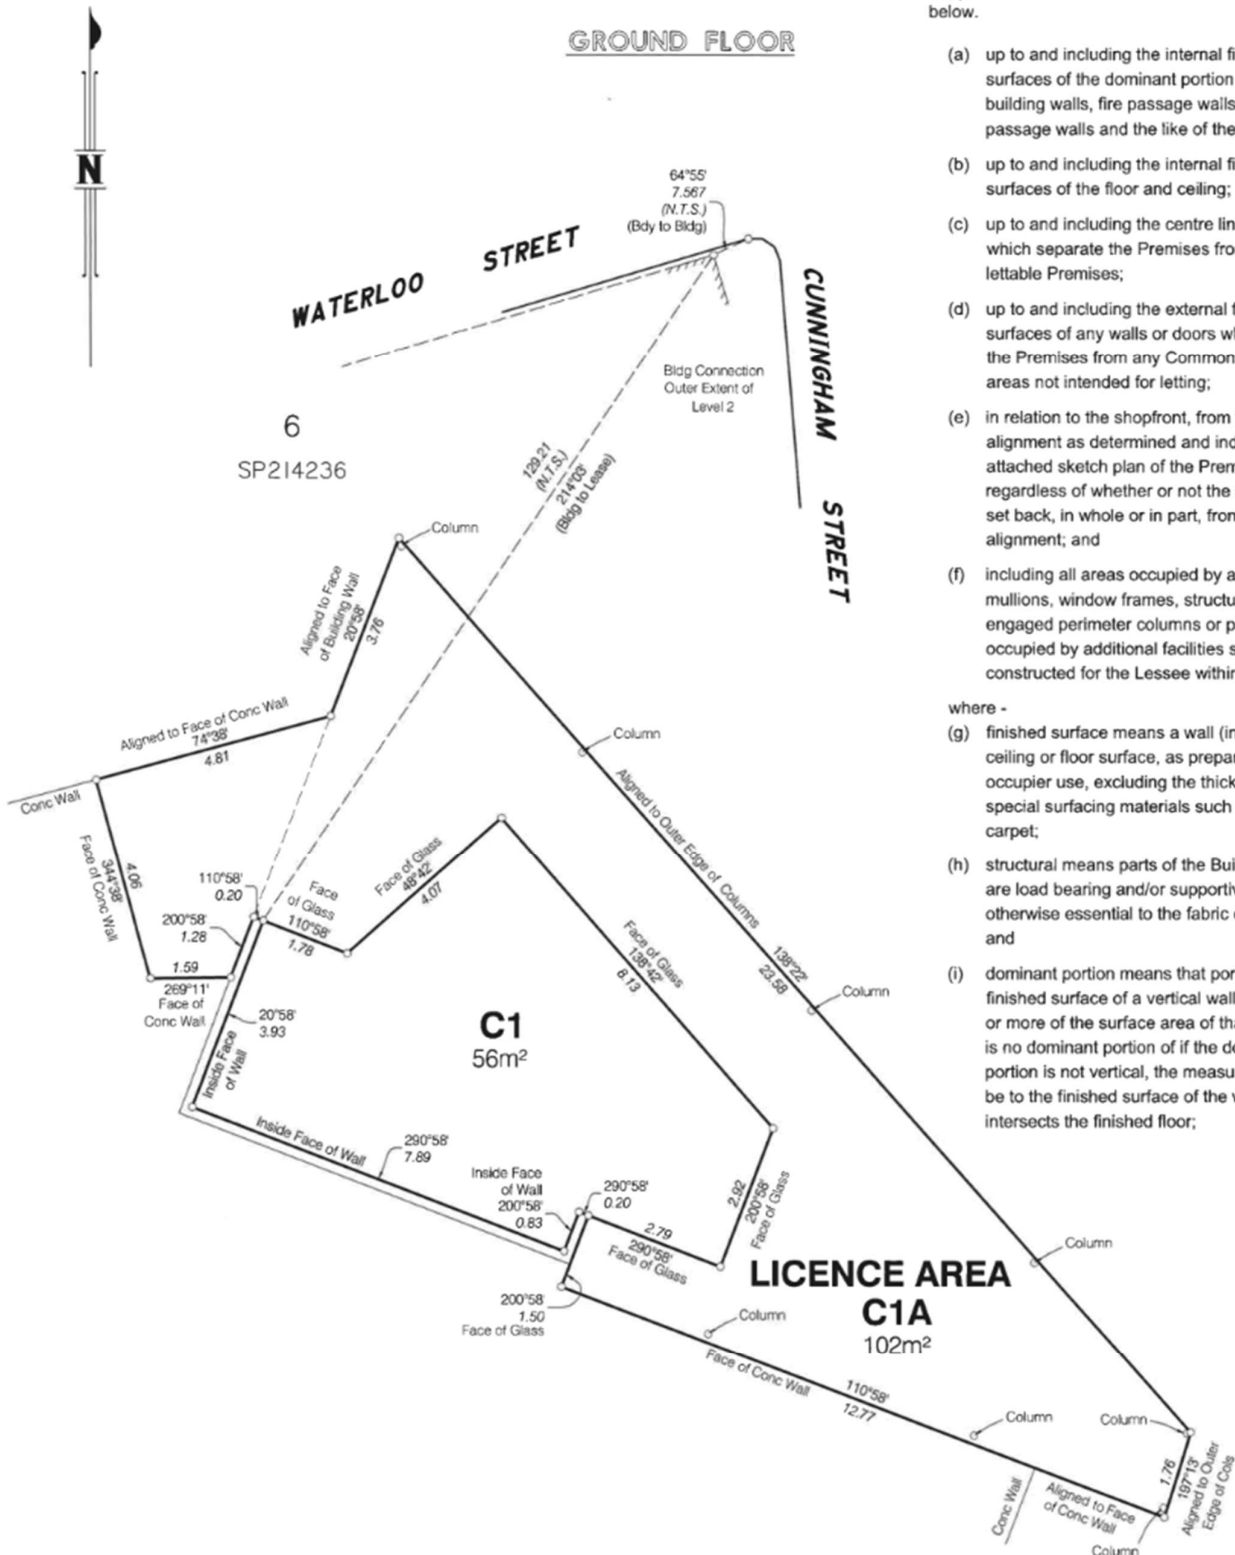 GROUND FLOOR
N
WATERLOO STREET
64°55'
7.567
(N.T.S.)
(Bdy to Bldg)
CUNNINGHAM STREET
Bldg Connection
Outer Extent of
Level 2
6
SP214236
129.21
(N.T.S.)
214°03'
(Bldg to Lease)
Column
Aligned to Face
of Building Wall
20°58'
3.76
Aligned to Face of Conc Wall
74°38'
4.81
Conc Wall
Column
Aligned to Outer Edge of Columns
138°22'
23.58
4.06
344°38'
Face of Conc Wall
110°58'
0.20
200°58'
1.28
1.59
269°11'
Face of
Conc Wall
Face
of Glass
110°58'
1.78
Face of Glass
48°42'
4.07
Face of Glass
138°42'
8.13
Column
20°58'
3.93
Inside Face
of Wall
C1
56m²
Inside Face of Wall
290°58'
7.89
Inside Face
of Wall
200°58'
0.83
290°58'
0.20
2.79
290°58'
Face of Glass
2.92
200°58'
Face of Glass
Column
LICENCE AREA
C1A
102m²
200°58'
1.50
Face of Glass
Column
Face of Conc Wall
110°58'
12.77
Column
Column
Conc Wall
Aligned to Face
of Conc Wall
1.76
197°13'
Aligned to Outer
Edge of Cols
Column
below.
(a) up to and including the internal fi
surfaces of the dominant portion
building walls, fire passage walls
passage walls and the like of the
(b) up to and including the internal fi
surfaces of the floor and ceiling;
(c) up to and including the centre lin
which separate the Premises fro
lettable Premises;
(d) up to and including the external f
surfaces of any walls or doors w
the Premises from any Common
areas not intended for letting;
(e) in relation to the shopfront, from
alignment as determined and inc
attached sketch plan of the Prem
regardless of whether or not the
set back, in whole or in part, fron
alignment; and
(f) including all areas occupied by a
mullions, window frames, structu
engaged perimeter columns or p
occupied by additional facilities s
constructed for the Lessee within
where -
(g) finished surface means a wall (in
ceiling or floor surface, as prepar
occupier use, excluding the thick
special surfacing materials such
carpet;
(h) structural means parts of the Bui
are load bearing and/or supportiv
otherwise essential to the fabric
and
(i) dominant portion means that por
finished surface of a vertical wall
or more of the surface area of tha
is no dominant portion of if the de
portion is not vertical, the measu
be to the finished surface of the
intersects the finished floor;